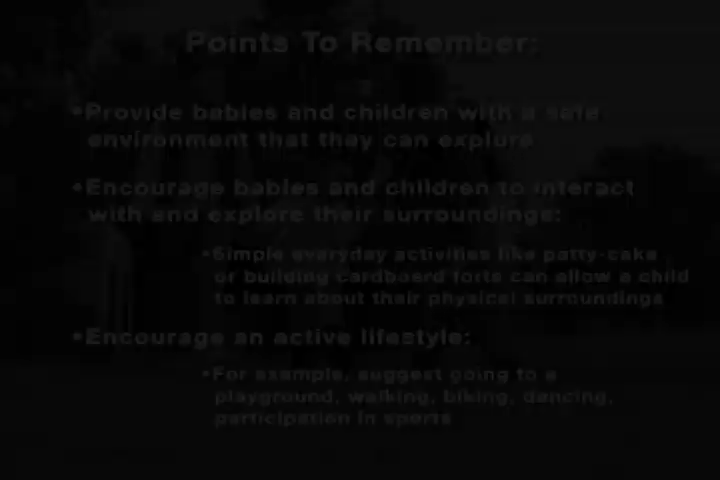 Points To Remember:
•Provide babies and children with a safe
environment that they can explore
•Encourage babies and children to interact
with and explore their surroundings:
•Simple everyday activities like patty-cake
or building cardboard forts can allow a child
to learn about their physical surroundings
•Encourage an active lifestyle:
•For example, suggest going to a
playground, walking, biking, dancing,
participation in sports